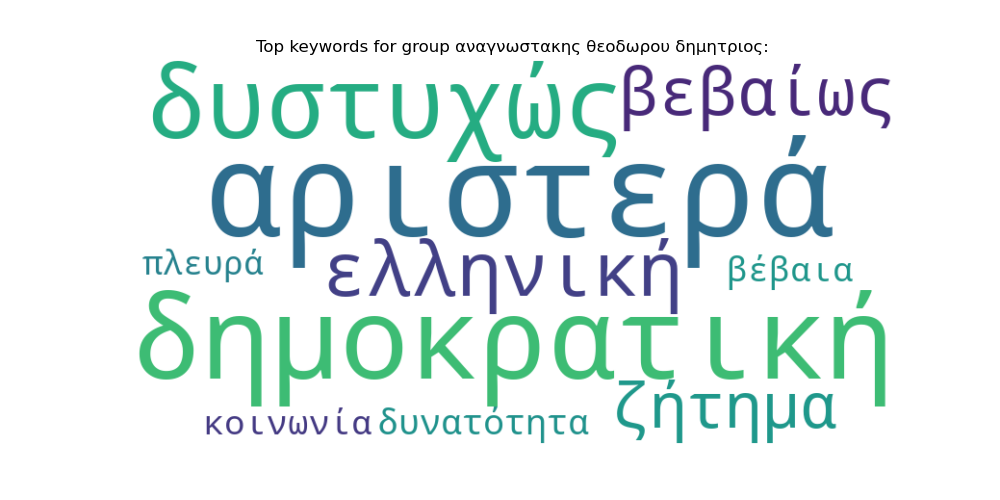 Top keywords for group αναγνωστακης θεοδωρου δημητριος:
δυστυχώς βεβαίως
αριστερά
πλευρά ελληνική βέβαια
δημοκρατική
κοινωνία δυνατότητα ζήτημα